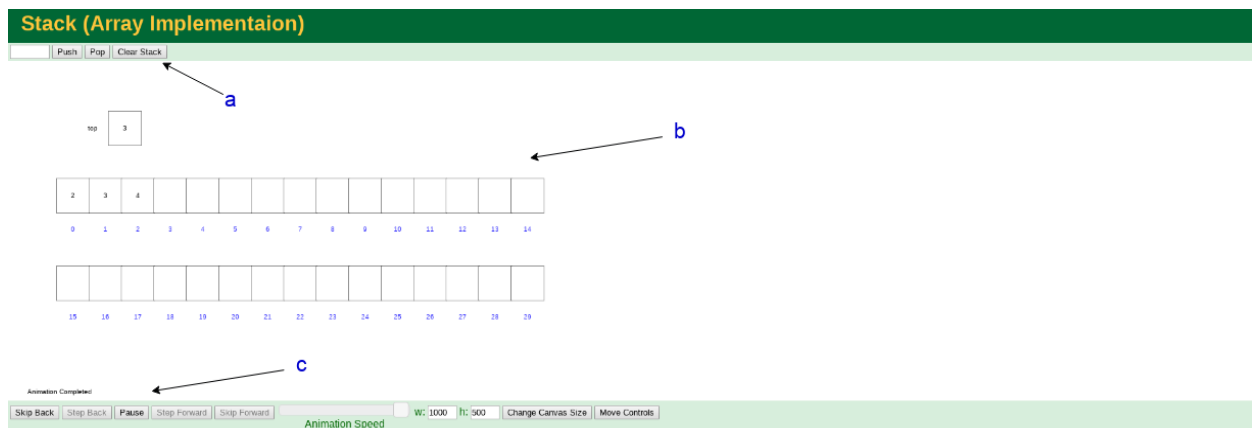 Stack (Array Implementaion)
Push Pop Clear Stack
a
top 3
b
2 3 4
0 1 2 3 4 5 6 7 8 9 10 11 12 13 14
15 16 17 18 19 20 21 22 23 24 25 26 27 28 29
c
Animation Completed
Skip Back Step Back Pause Step Forward Skip Forward w: 1000 h: 500 Change Canvas Size Move Controls
Animation Speed